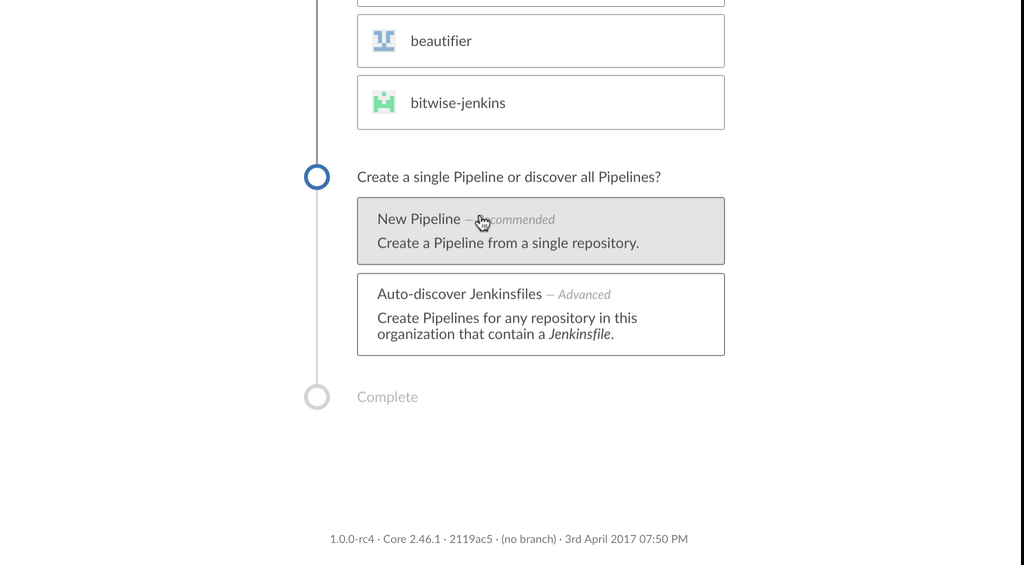 beautifier
bitwise-jenkins
Create a single Pipeline or discover all Pipelines?
New Pipeline – Recommended
Create a Pipeline from a single repository.
Auto-discover Jenkinsfiles – Advanced
Create Pipelines for any repository in this
organization that contain a Jenkinsfile.
Complete
1.0.0-rc4 · Core 2.46.1 · 2119ac5 · (no branch) · 3rd April 2017 07:50 PM